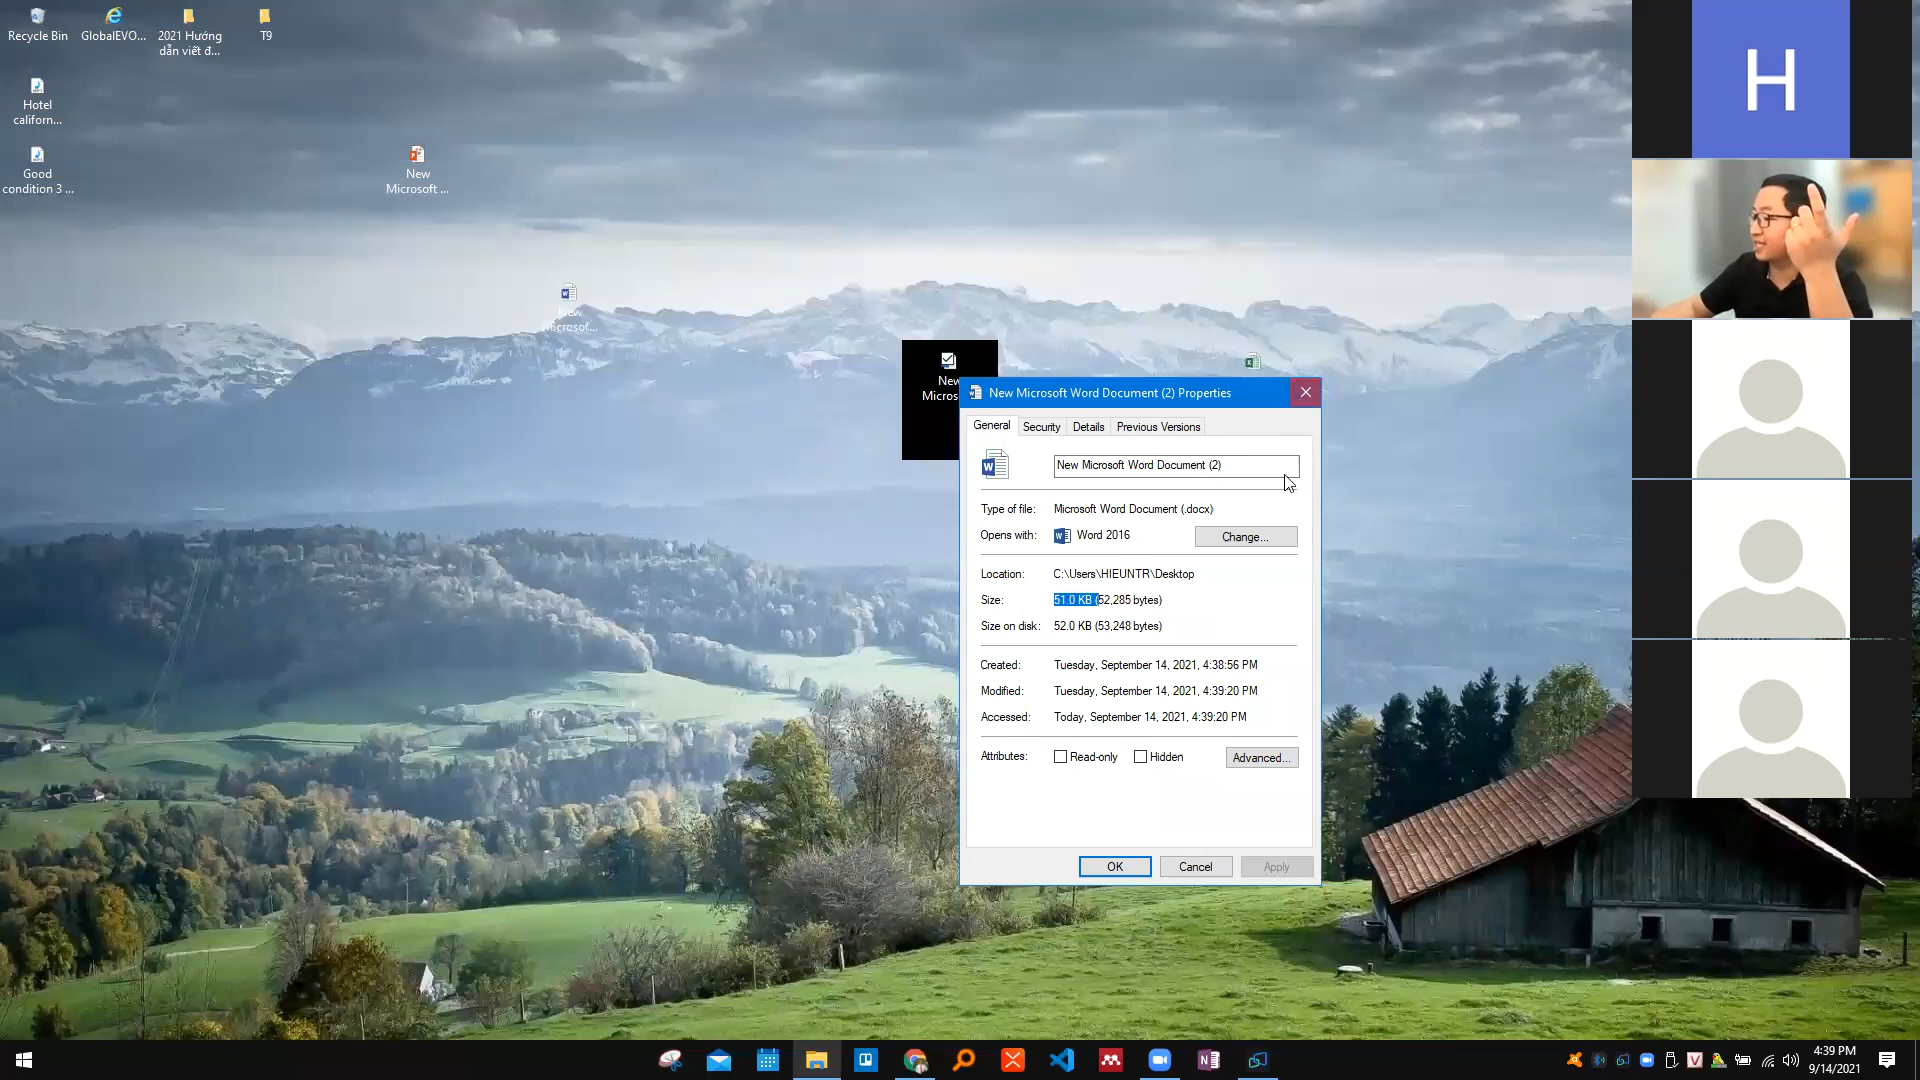 Recycle Bin
GlobalEVO...
2021 Hướng
dẫn viết đ...
T9
Hotel
californ...
Good
condition 3 ...
New
Microsoft ...
New
Microsof...
New
Micros
H
New Microsoft Word Document (2) Properties
General
Security
Details
Previous Versions
New Microsoft Word Document (2)
Type of file: Microsoft Word Document (.docx)
Opens with: Word 2016
Change...
Location: C:\Users\HIEUNTR\Desktop
Size: 51.0 KB (52,285 bytes)
Size on disk: 52.0 KB (53,248 bytes)
Created: Tuesday, September 14, 2021, 4:38:56 PM
Modified: Tuesday, September 14, 2021, 4:39:20 PM
Accessed: Today, September 14, 2021, 4:39:20 PM
Attributes: Read-only Hidden
Advanced...
OK
Cancel
Apply
4:39 PM
9/14/2021